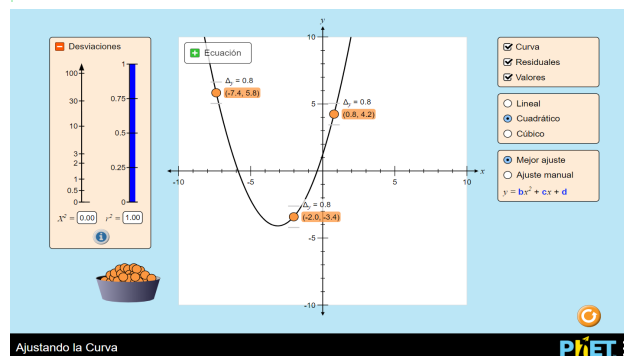 Desviaciones
100
30
10
3
2
1
0.5
0
1
0.75
0.5
0.25
0
X² = 0.00
r² = 1.00
i
Ecuación
y
10
5
-5
-10
-10
-5
5
10
x
Δy = 0.8
(-7.4, 5.8)
Δy = 0.8
(0.8, 4.2)
Δy = 0.8
(-2.0, -3.4)
Curva
Residuales
Valores
Lineal
Cuadrático
Cúbico
Mejor ajuste
Ajuste manual
y = bx² + cx + d
Ajustando la Curva
PhET